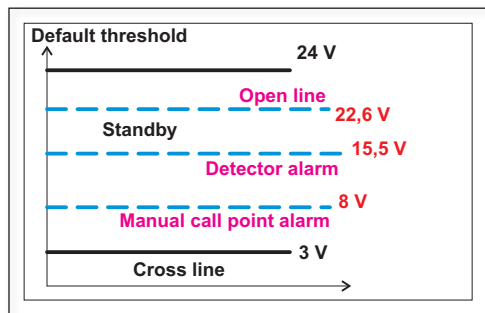 Default threshold
24 V
Open line
22,6 V
Standby
15,5 V
Detector alarm
8 V
Manual call point alarm
3 V
Cross line